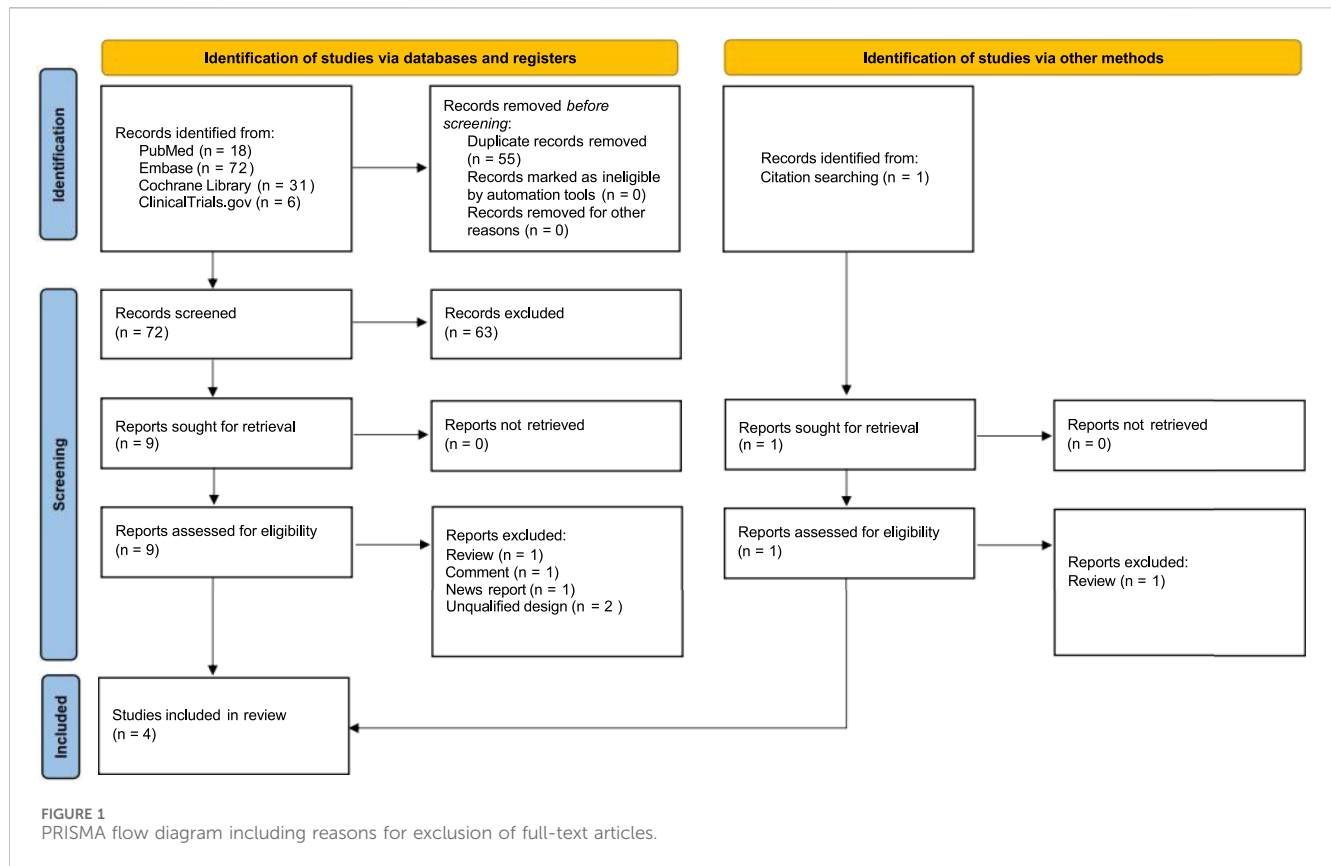 Identification of studies via databases and registers
Identification of studies via other methods
Identification
Records identified from:
PubMed (n = 18)
Embase (n = 72)
Cochrane Library (n = 31)
ClinicalTrials.gov (n = 6)
Records removed before
screening:
Duplicate records removed
(n = 55)
Records marked as ineligible
by automation tools (n = 0)
Records removed for other
reasons (n = 0)
Records identified from:
Citation searching (n = 1)
Screening
Records screened
(n = 72)
Records excluded
(n = 63)
Reports sought for retrieval
(n = 9)
Reports not retrieved
(n = 0)
Reports sought for retrieval
(n = 1)
Reports not retrieved
(n = 0)
Reports assessed for eligibility
(n = 9)
Reports excluded:
Review (n = 1)
Comment (n = 1)
News report (n = 1)
Unqualified design (n = 2 )
Reports assessed for eligibility
(n = 1)
Reports excluded:
Review (n = 1)
Included
Studies included in review
(n = 4)
FIGURE 1
PRISMA flow diagram including reasons for exclusion of full-text articles.